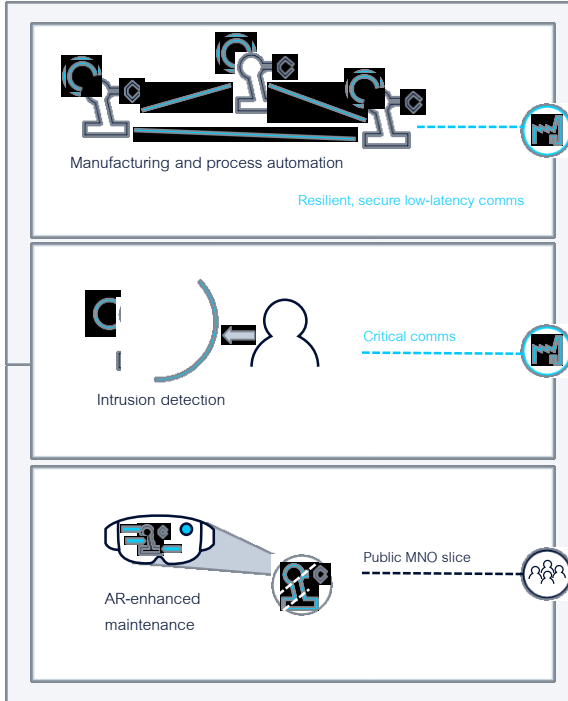 Manufacturing and process automation
Resilient, secure low-latency comms
Critical comms
Intrusion detection
Public MNO slice
AR-enhanced
maintenance